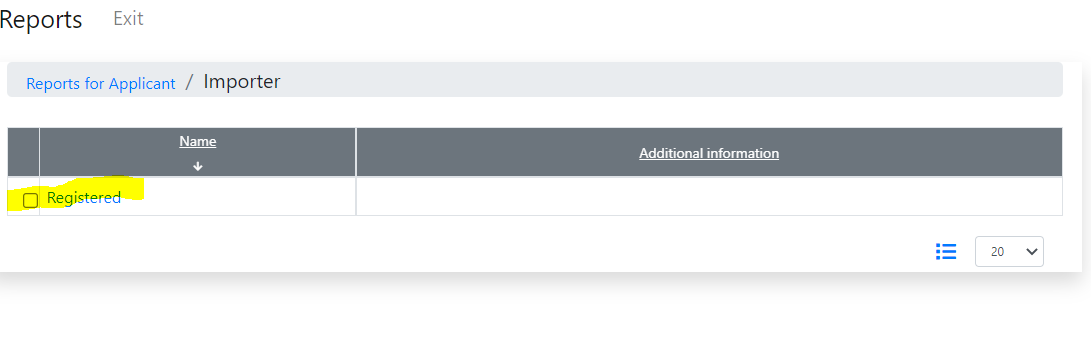 Reports Exit
Reports for Applicant / Importer
Name Additional information
Registered
20